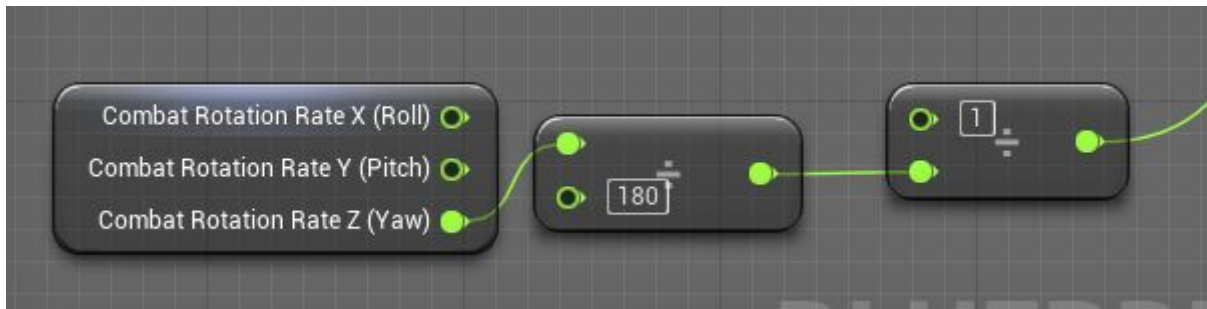 Combat Rotation Rate X (Roll)
Combat Rotation Rate Y (Pitch)
Combat Rotation Rate Z (Yaw)
÷
180
1
÷